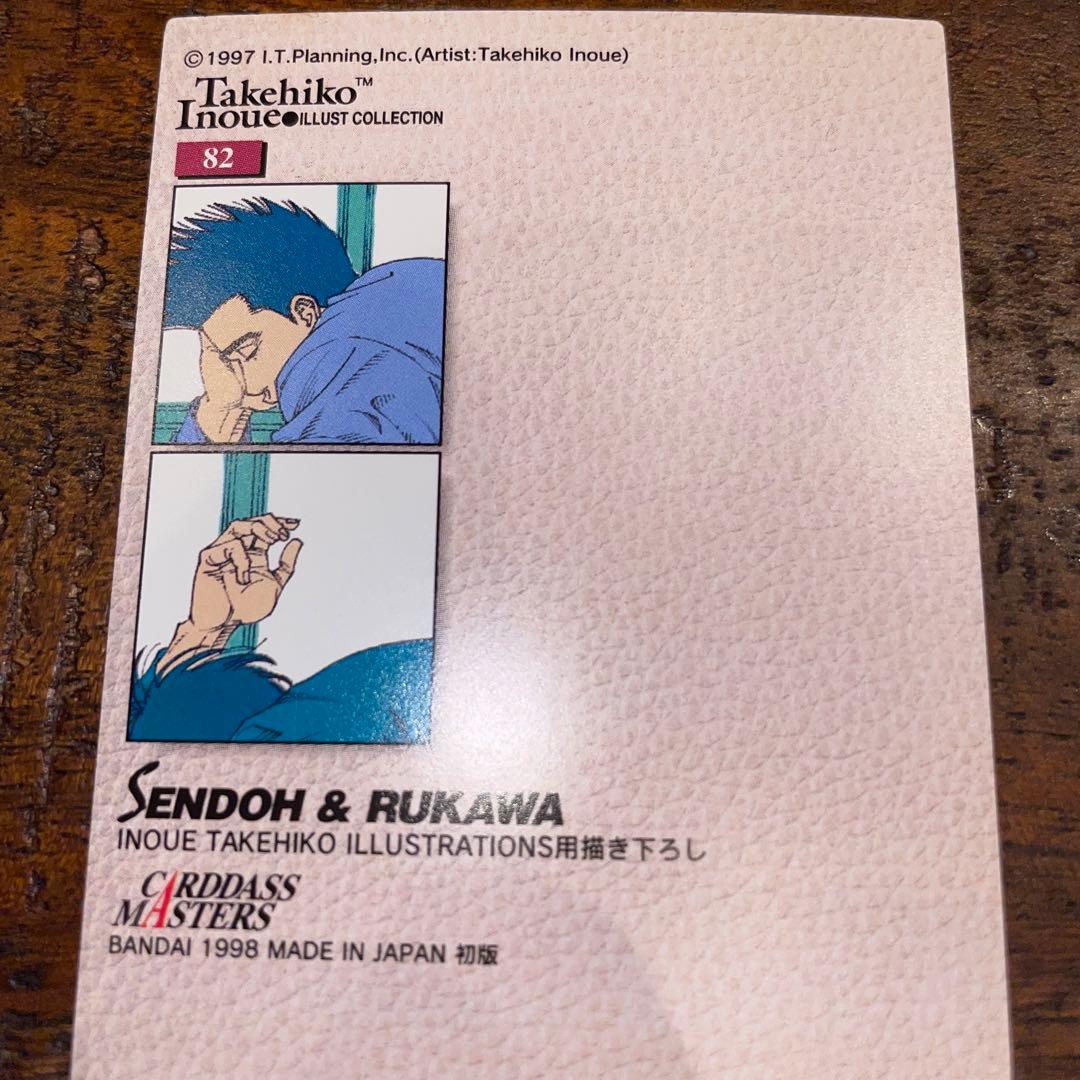 ©1997 I.T.Planning,Inc.(Artist:Takehiko Inoue)
Takehiko™
Inoue●ILLUST COLLECTION
82
SENDOH & RUKAWA
INOUE TAKEHIKO ILLUSTRATIONS用描き下ろし
CARDDASS
MASTERS
BANDAI 1998 MADE IN JAPAN 初版